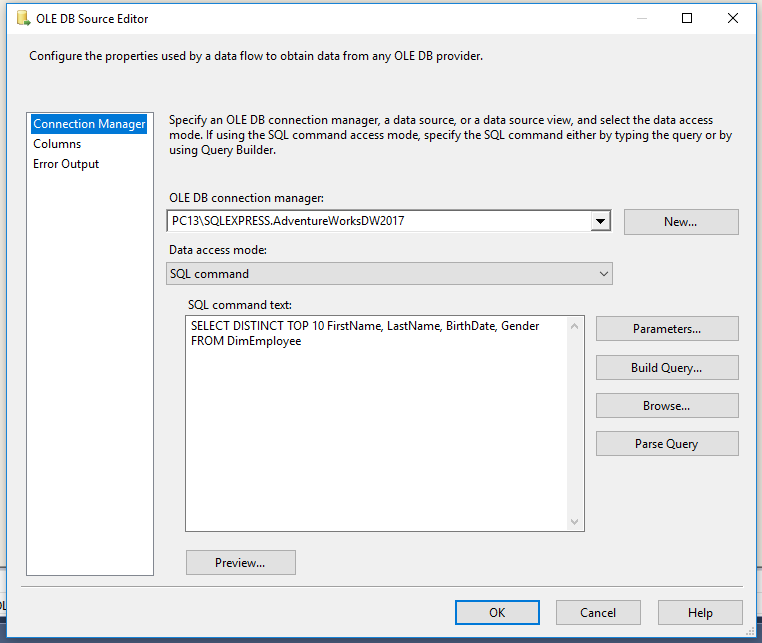 OLE DB Source Editor
Configure the properties used by a data flow to obtain data from any OLE DB provider.
Connection Manager
Columns
Error Output
Specify an OLE DB connection manager, a data source, or a data source view, and select the data access
mode. If using the SQL command access mode, specify the SQL command either by typing the query or by
using Query Builder.
OLE DB connection manager:
PC13\SQLEXPRESS.AdventureWorksDW2017
New...
Data access mode:
SQL command
SQL command text:
SELECT DISTINCT TOP 10 FirstName, LastName, BirthDate, Gender
FROM DimEmployee
Parameters...
Build Query...
Browse...
Parse Query
Preview...
OK
Cancel
Help